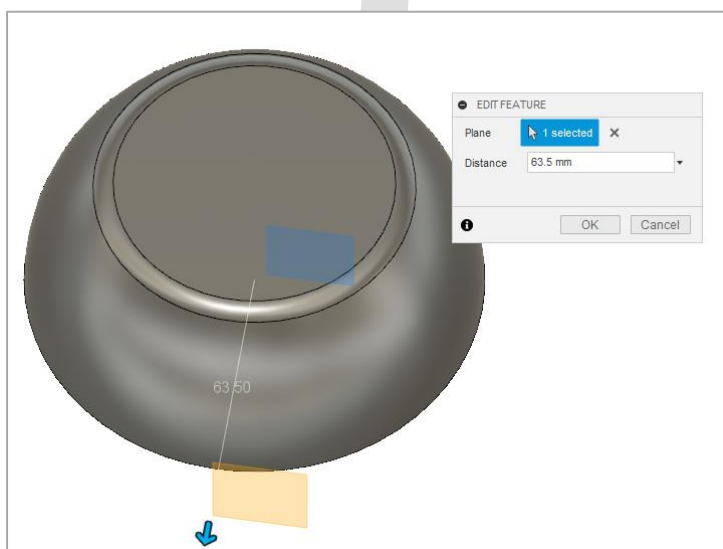 EDIT FEATURE
Plane 1 selected
Distance 63.5 mm
OK Cancel
63.50